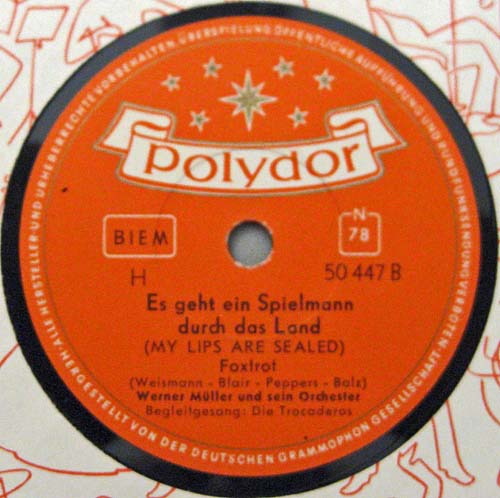 ALLE HERSTELLER- UND URHEBERRECHTE VORBEHALTEN · ÜBERSPIELUNG · ÖFFENTLICHE AUFFÜHRUNG UND RUNDFUNKSENDUNG VERBOTEN
polydor
BIEM
N
78
H
50 447 B
Es geht ein Spielmann
durch das Land
(MY LIPS ARE SEALED)
Foxtrot
(Weismann - Blair - Peppers - Balz)
Werner Müller und sein Orchester
Begleitgesang: Die Trocaderos
HERGESTELLT VON DER DEUTSCHEN GRAMMOPHON GESELLSCHAFT